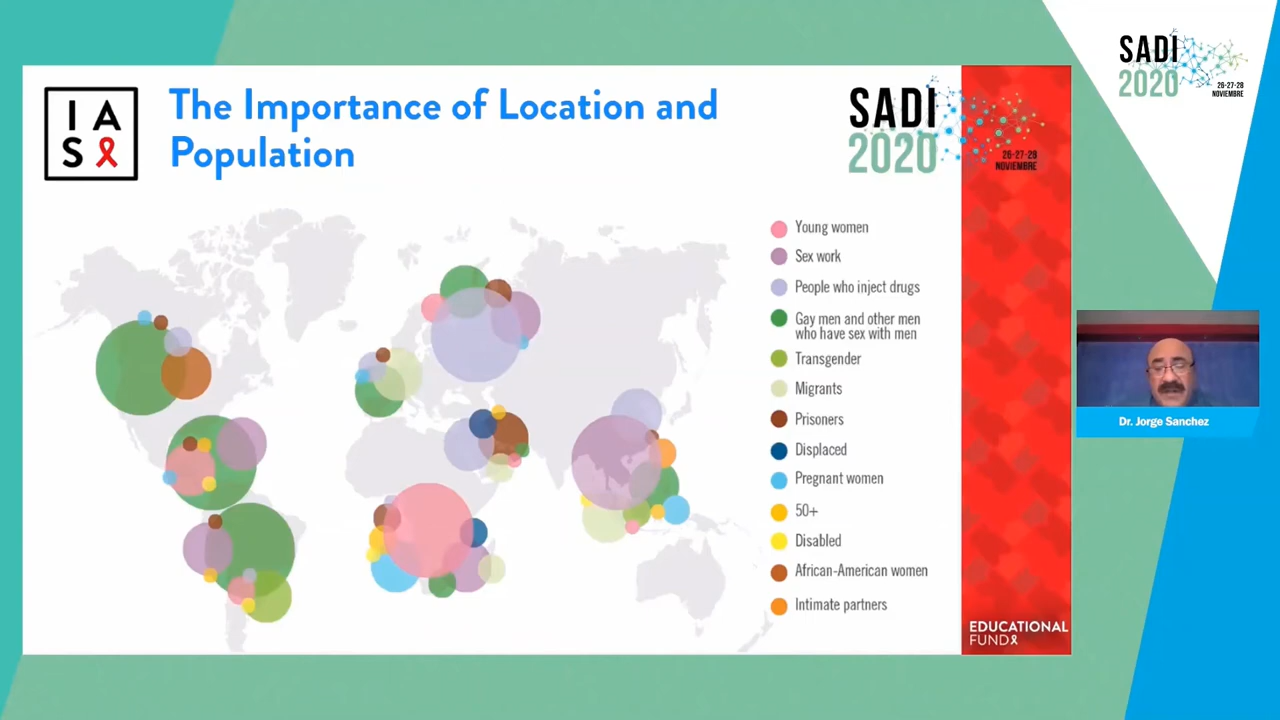 IAS
The Importance of Location and
Population
SADI
2020
26-27-28
NOVIEMBRE
SADI
2020
26-27-28
NOVIEMBRE
Young women
Sex work
People who inject drugs
Gay men and other men
who have sex with men
Transgender
Migrants
Prisoners
Displaced
Pregnant women
50+
Disabled
African-American women
Intimate partners
Dr. Jorge Sanchez
EDUCATIONAL
FUND